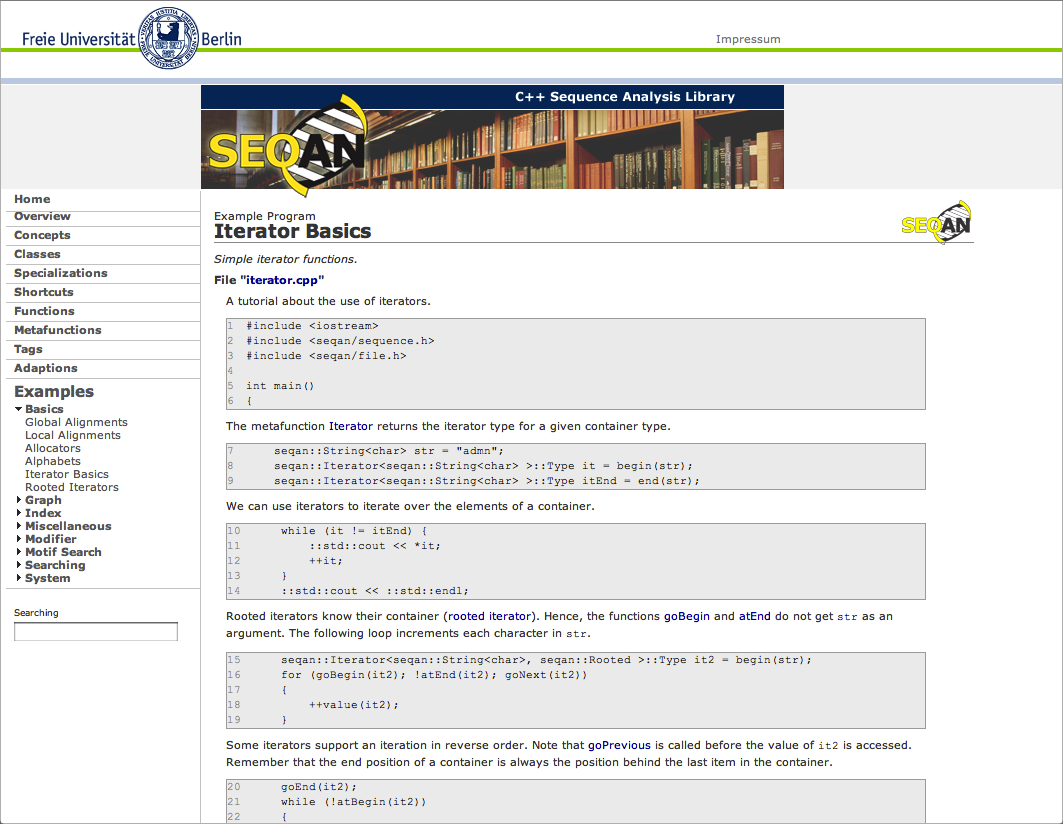 Freie Universität Berlin
Impressum
C++ Sequence Analysis Library
SEQAN
Home
Overview
Concepts
Classes
Specializations
Shortcuts
Functions
Metafunctions
Tags
Adaptions
Examples
Basics
Global Alignments
Local Alignments
Allocators
Alphabets
Iterator Basics
Rooted Iterators
Graph
Index
Miscellaneous
Modifier
Motif Search
Searching
System
Searching
Example Program
Iterator Basics
SEQAN
Simple iterator functions.
File "iterator.cpp"
A tutorial about the use of iterators.
1 #include <iostream>
2 #include <seqan/sequence.h>
3 #include <seqan/file.h>
4
5 int main()
6 {
The metafunction Iterator returns the iterator type for a given container type.
7     seqan::String<char> str = "admn";
8     seqan::Iterator<seqan::String<char> >::Type it = begin(str);
9     seqan::Iterator<seqan::String<char> >::Type itEnd = end(str);
We can use iterators to iterate over the elements of a container.
10     while (it != itEnd) {
11         ::std::cout << *it;
12         ++it;
13     }
14     ::std::cout << ::std::endl;
Rooted iterators know their container (rooted iterator). Hence, the functions goBegin and atEnd do not get str as an
argument. The following loop increments each character in str.
15     seqan::Iterator<seqan::String<char>, seqan::Rooted >::Type it2 = begin(str);
16     for (goBegin(it2); !atEnd(it2); goNext(it2))
17     {
18         ++value(it2);
19     }
Some iterators support an iteration in reverse order. Note that goPrevious is called before the value of it2 is accessed.
Remember that the end position of a container is always the position behind the last item in the container.
20     goEnd(it2);
21     while (!atBegin(it2))
22     {